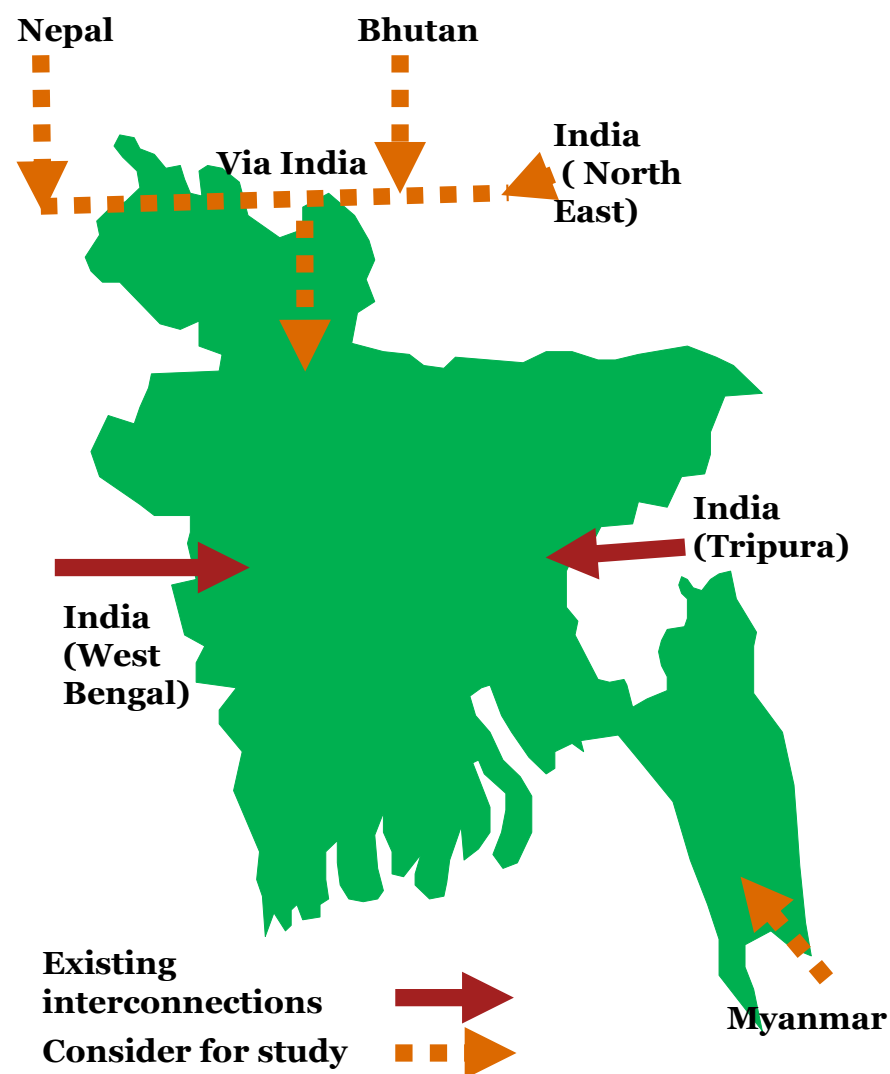 Nepal
Bhutan
Via India
India
( North
East)
India
(Tripura)
India
(West
Bengal)
Existing
interconnections
Myanmar
Consider for study